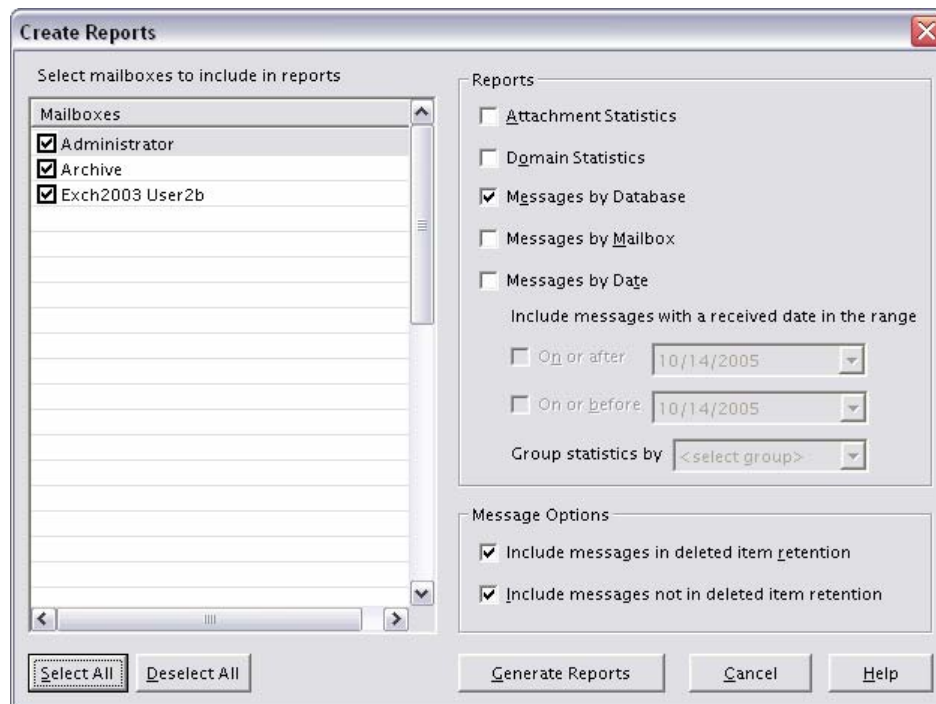 Create Reports
Select mailboxes to include in reports
Mailboxes
Administrator
Archive
Exch2003 User2b
Select All
Deselect All
Reports
Attachment Statistics
Domain Statistics
Messages by Database
Messages by Mailbox
Messages by Date
Include messages with a received date in the range
On or after 10/14/2005
On or before 10/14/2005
Group statistics by <select group>
Message Options
Include messages in deleted item retention
Include messages not in deleted item retention
Generate Reports
Cancel
Help